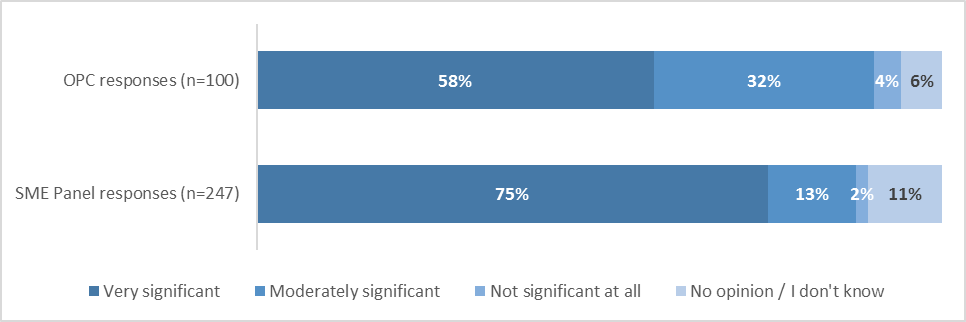 OPC responses (n=100)
58%
32%
4%
6%
SME Panel responses (n=247)
75%
13%
2%
11%
Very significant
Moderately significant
Not significant at all
No opinion / I don't know